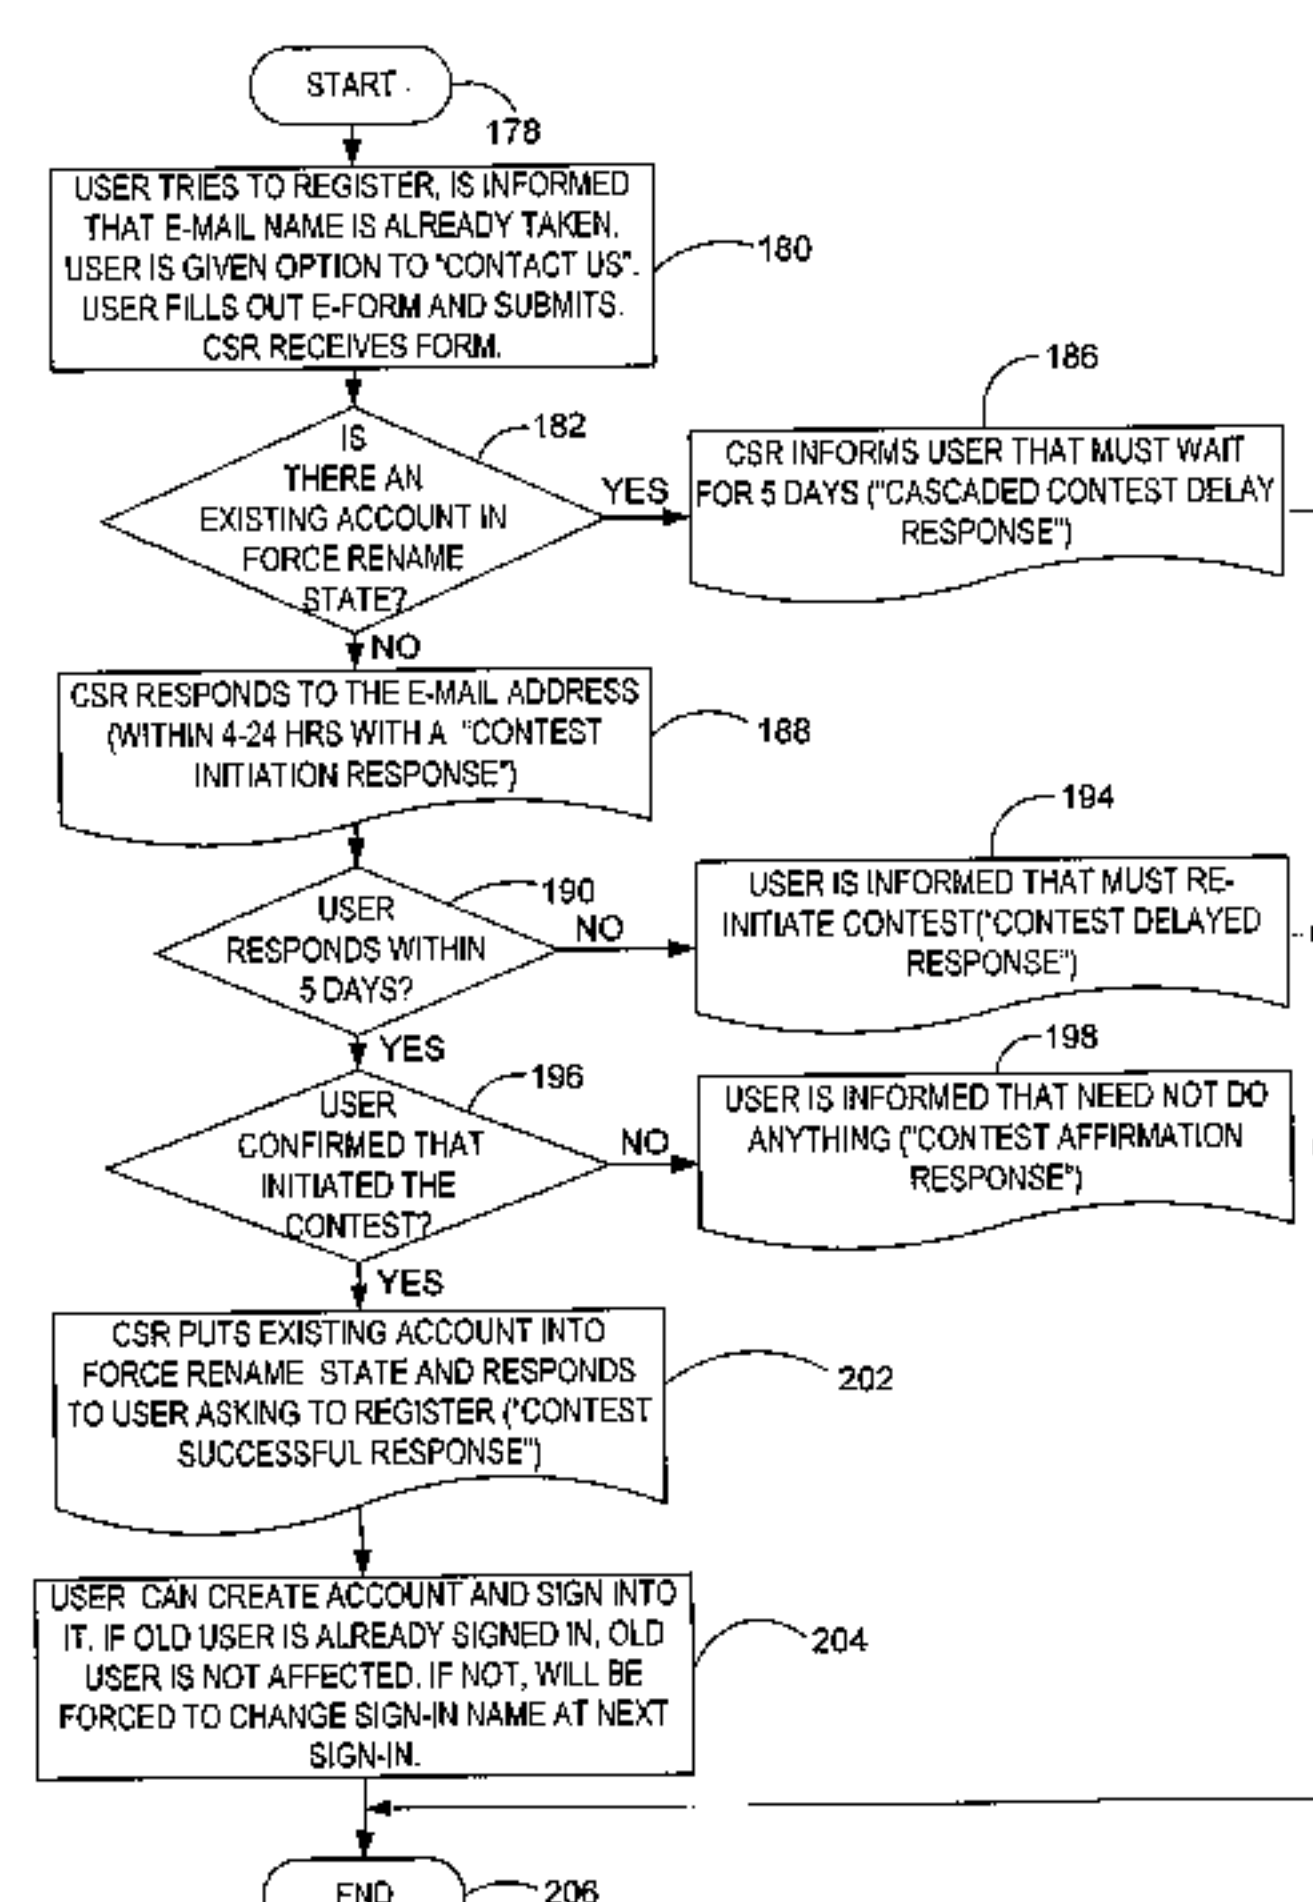 START
178
USER TRIES TO REGISTER, IS INFORMED
THAT E-MAIL NAME IS ALREADY TAKEN.
USER IS GIVEN OPTION TO "CONTACT US".
USER FILLS OUT E-FORM AND SUBMITS.
CSR RECEIVES FORM.
180
IS
THERE AN
EXISTING ACCOUNT IN
FORCE RENAME
STATE?
182
YES
186
CSR INFORMS USER THAT MUST WAIT
FOR 5 DAYS ("CASCADED CONTEST DELAY
RESPONSE")
NO
CSR RESPONDS TO THE E-MAIL ADDRESS
(WITHIN 4-24 HRS WITH A "CONTEST
INITIATION RESPONSE")
188
USER
RESPONDS WITHIN
5 DAYS?
190
NO
194
USER IS INFORMED THAT MUST RE-
INITIATE CONTEST("CONTEST DELAYED
RESPONSE")
YES
USER
CONFIRMED THAT
INITIATED THE
CONTEST?
196
NO
198
USER IS INFORMED THAT NEED NOT DO
ANYTHING ("CONTEST AFFIRMATION
RESPONSE")
YES
CSR PUTS EXISTING ACCOUNT INTO
FORCE RENAME STATE AND RESPONDS
TO USER ASKING TO REGISTER ("CONTEST
SUCCESSFUL RESPONSE")
202
USER CAN CREATE ACCOUNT AND SIGN INTO
IT. IF OLD USER IS ALREADY SIGNED IN, OLD
USER IS NOT AFFECTED. IF NOT, WILL BE
FORCED TO CHANGE SIGN-IN NAME AT NEXT
SIGN-IN.
204
END
206